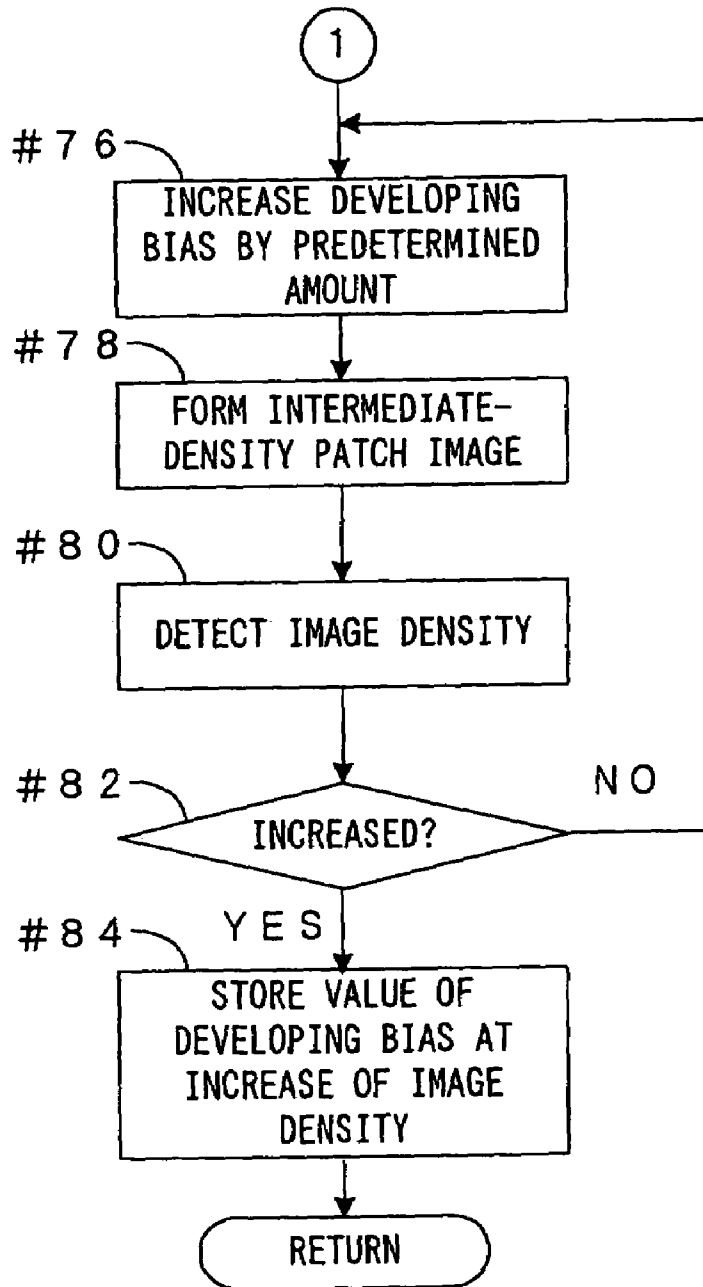 1
#76
INCREASE DEVELOPING
BIAS BY PREDETERMINED
AMOUNT
#78
FORM INTERMEDIATE-
DENSITY PATCH IMAGE
#80
DETECT IMAGE DENSITY
#82
INCREASED?
NO
YES
#84
STORE VALUE OF
DEVELOPING BIAS AT
INCREASE OF IMAGE
DENSITY
RETURN